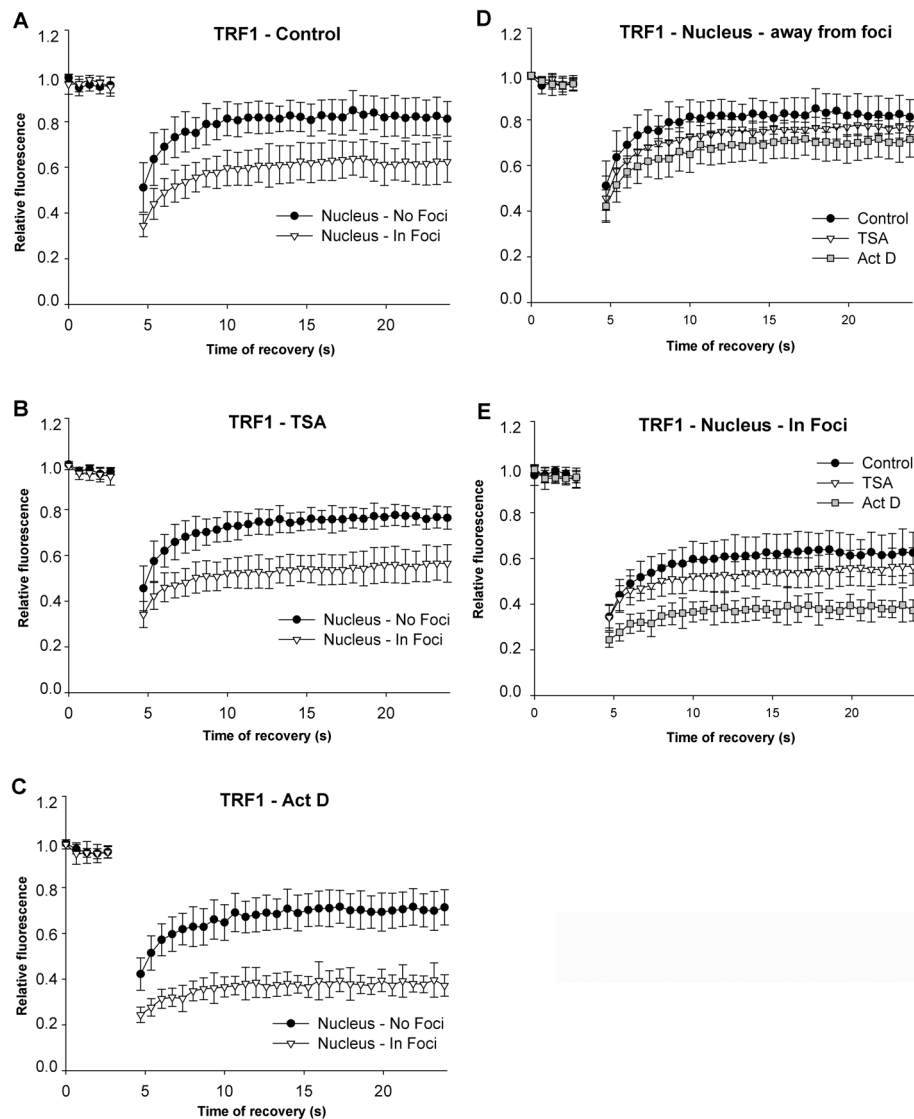 A
TRF1 - Control
1.2
1.0
0.8
0.6
0.4
0.2
0.0
Relative fluorescence
Nucleus - No Foci
Nucleus - In Foci
0 5 10 15 20
Time of recovery (s)
B
TRF1 - TSA
1.2
1.0
0.8
0.6
0.4
0.2
0.0
Relative fluorescence
Nucleus - No Foci
Nucleus - In Foci
0 5 10 15 20
Time of recovery (s)
C
TRF1 - Act D
1.2
1.0
0.8
0.6
0.4
0.2
0.0
Relative fluorescence
Nucleus - No Foci
Nucleus - In Foci
0 5 10 15 20
Time of recovery (s)
D
TRF1 - Nucleus - away from foci
1.2
1.0
0.8
0.6
0.4
0.2
0.0
Relative fluorescence
Control
TSA
Act D
0 5 10 15 20
Time of recovery (s)
E
TRF1 - Nucleus - In Foci
1.2
1.0
0.8
0.6
0.4
0.2
0.0
Relative fluorescence
Control
TSA
Act D
0 5 10 15 20
Time of recovery (s)